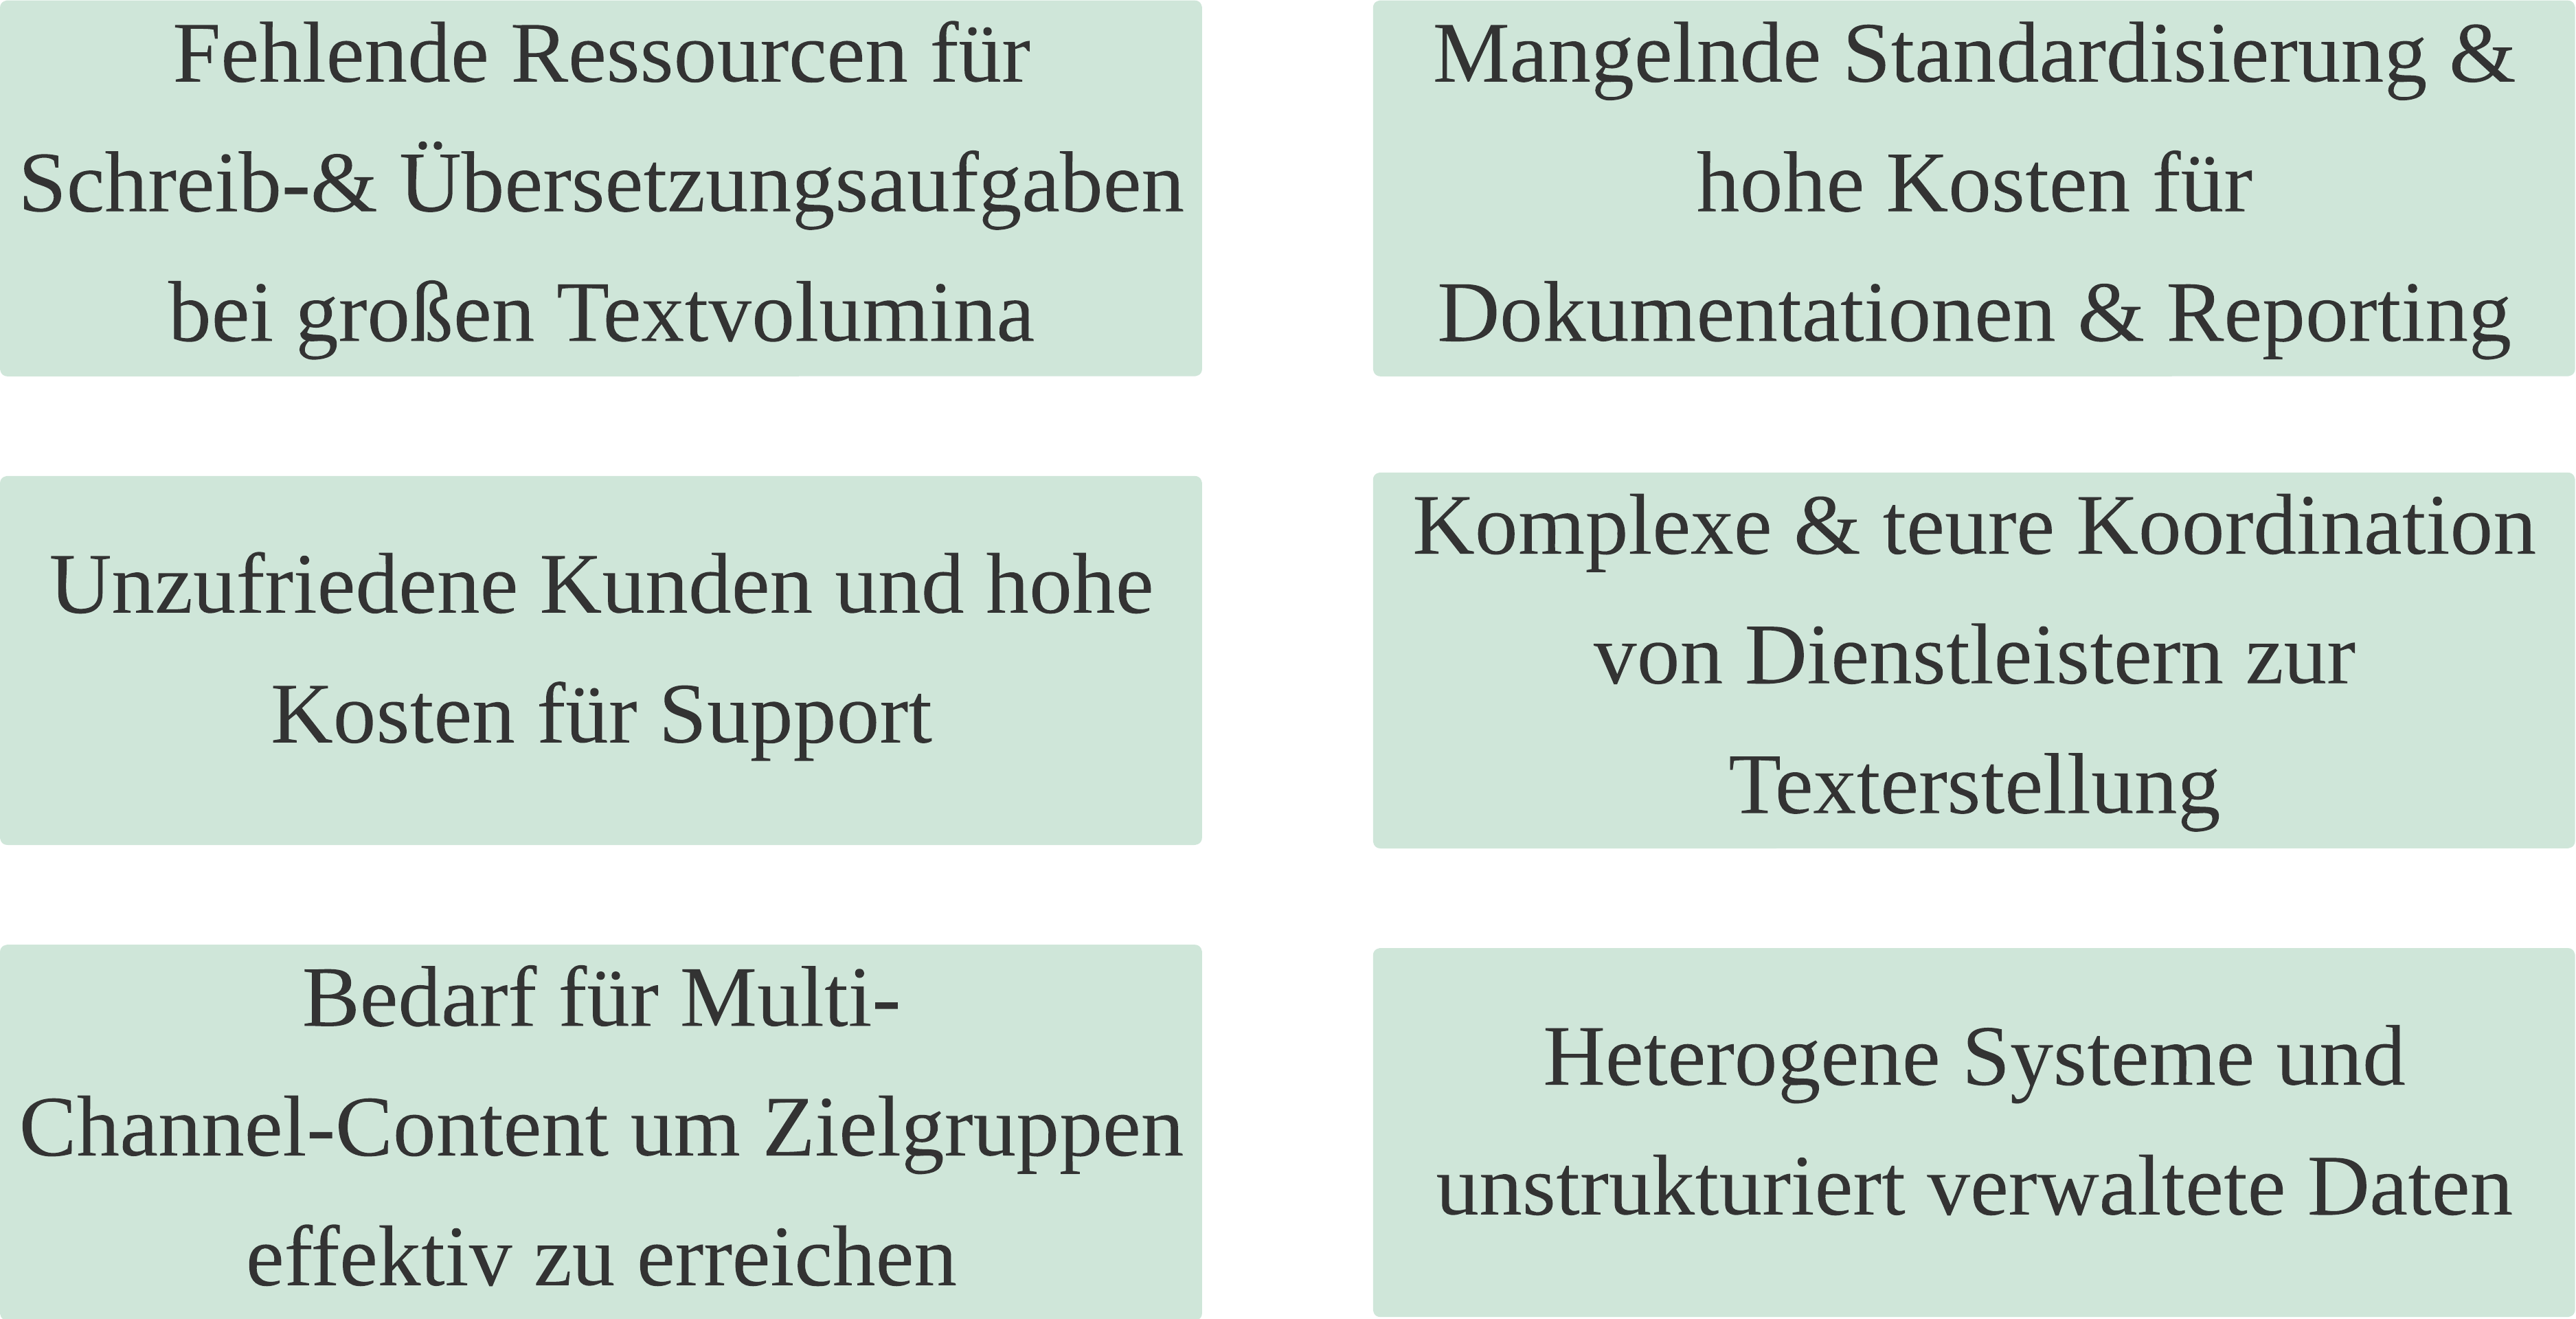 Fehlende Ressourcen für
Schreib-& Übersetzungsaufgaben
bei großen Textvolumina
Mangelnde Standardisierung &
hohe Kosten für
Dokumentationen & Reporting
Unzufriedene Kunden und hohe
Kosten für Support
Komplexe & teure Koordination
von Dienstleistern zur
Texterstellung
Bedarf für Multi-
Channel-Content um Zielgruppen
effektiv zu erreichen
Heterogene Systeme und
unstrukturiert verwaltete Daten